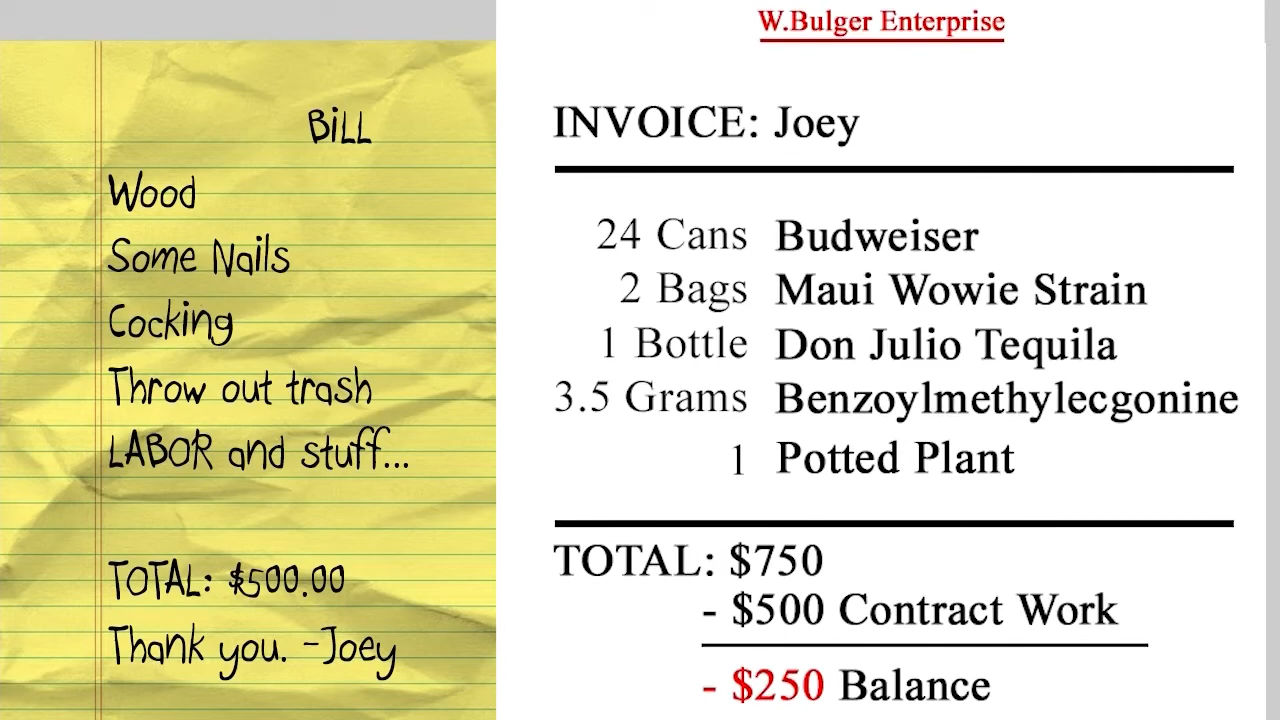 BiLL
Wood
Some Nails
Cocking
Throw out trash
LABOR and stuff...
TOTAL: $500.00
Thank you. -Joey
W.Bulger Enterprise
INVOICE: Joey
24 Cans Budweiser
2 Bags Maui Wowie Strain
1 Bottle Don Julio Tequila
3.5 Grams Benzoylmethylecgonine
1 Potted Plant
TOTAL: $750
- $500 Contract Work
- $250 Balance